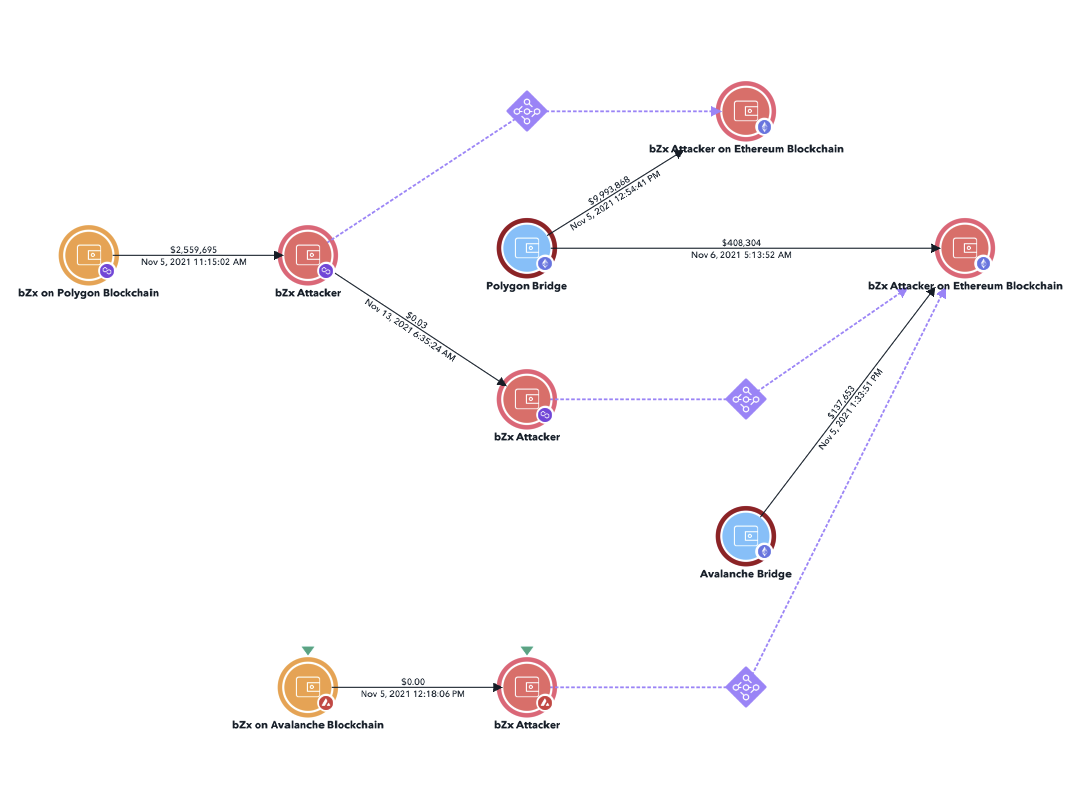 bZx Attacker on Ethereum Blockchain
$9,993,868
Nov 5, 2021 12:54:41 PM
$2,559,695
Nov 5, 2021 11:15:02 AM
$408,304
Nov 6, 2021 5:13:52 AM
bZx on Polygon Blockchain
bZx Attacker
Polygon Bridge
bZx Attacker on Ethereum Blockchain
$0.03
Nov 13, 2021 6:35:24 AM
bZx Attacker
$137,653
Nov 5, 2021 1:33:51 PM
Avalanche Bridge
$0.00
Nov 5, 2021 12:18:06 PM
bZx on Avalanche Blockchain
bZx Attacker